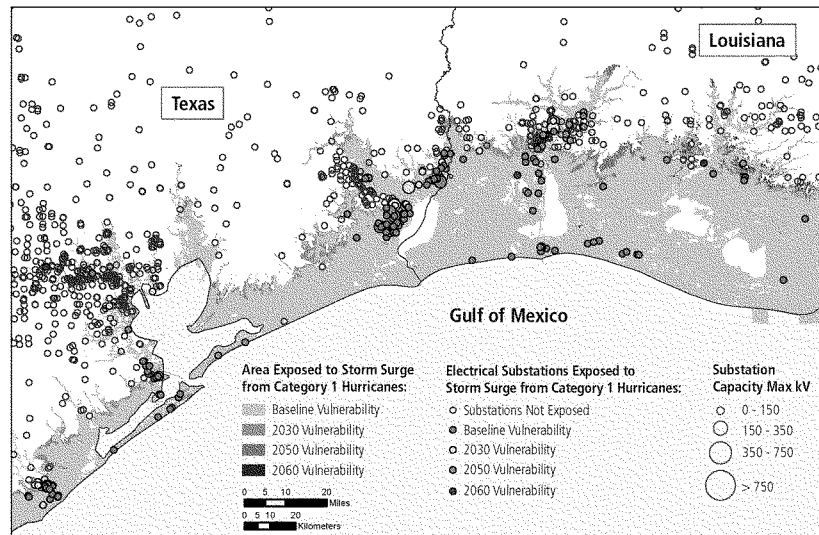 Louisiana
Texas
Gulf of Mexico
Area Exposed to Storm Surge
from Category 1 Hurricanes:
Baseline Vulnerability
2030 Vulnerability
2050 Vulnerability
2060 Vulnerability
0 5 10 20
Miles
0 5 10 20
Kilometers
Electrical Substations Exposed to
Storm Surge from Category 1 Hurricanes:
Substations Not Exposed
Baseline Vulnerability
2030 Vulnerability
2050 Vulnerability
2060 Vulnerability
Substation
Capacity Max kV
0 - 150
150 - 350
350 - 750
> 750